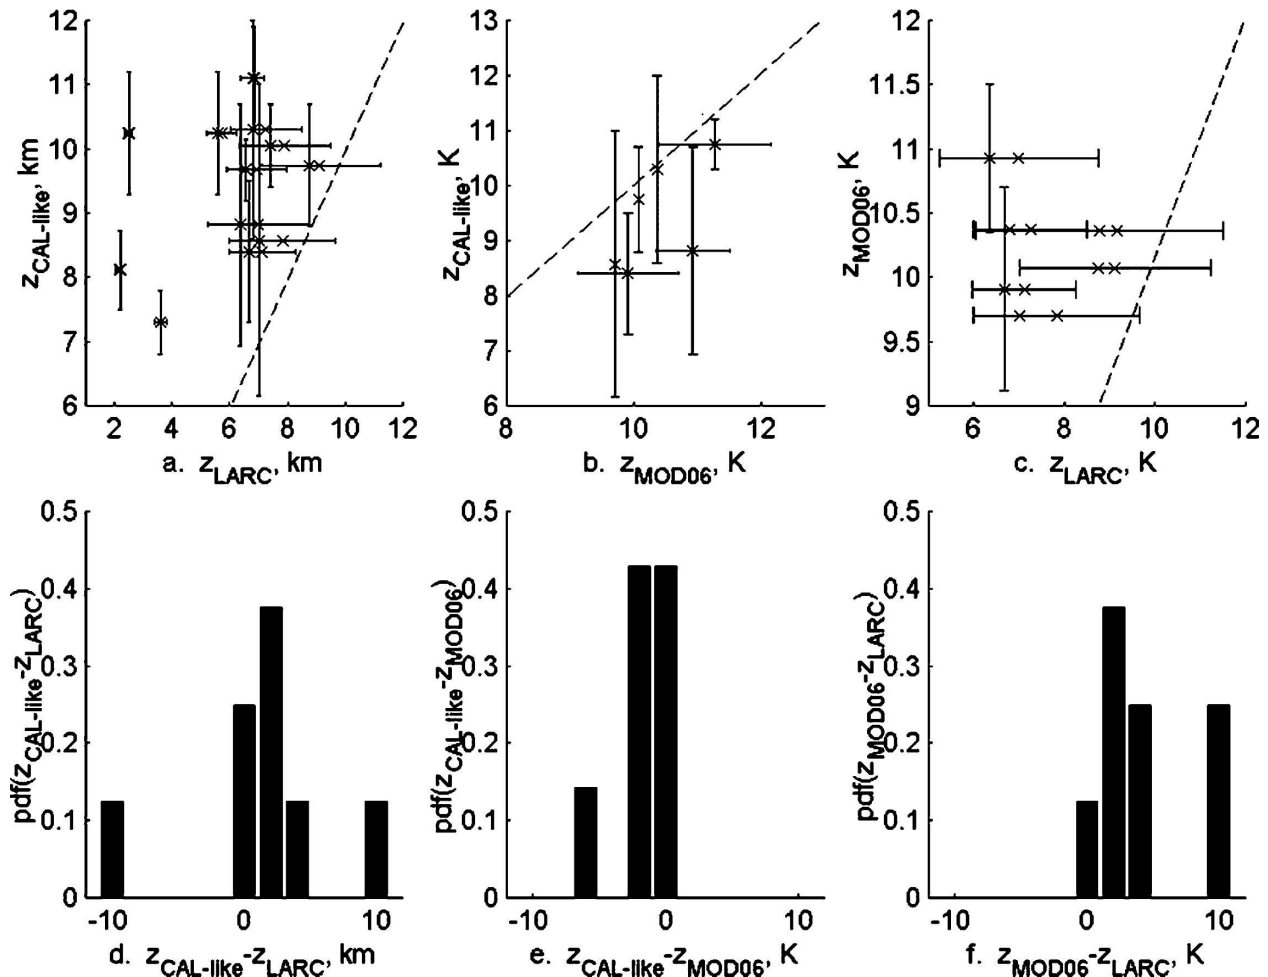 12
11
10
9
8
7
6
z_CAL-like, km
2 4 6 8 10 12
a. z_LARC, km
13
12
11
10
9
8
7
6
z_CAL-like, K
8 10 12
b. z_MOD06, K
12
11.5
11
10.5
10
9.5
9
z_MOD06, K
6 8 10 12
c. z_LARC, K
0.5
0.4
0.3
0.2
0.1
0
pdf(z_CAL-like-z_LARC)
-10 0 10
d. z_CAL-like-z_LARC, km
0.5
0.4
0.3
0.2
0.1
0
pdf(z_CAL-like-z_MOD06)
-10 0 10
e. z_CAL-like-z_MOD06, K
0.5
0.4
0.3
0.2
0.1
0
pdf(z_MOD06-z_LARC)
-10 0 10
f. z_MOD06-z_LARC, K